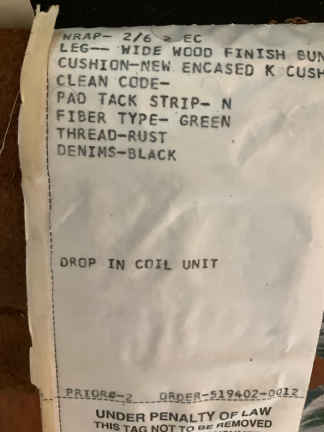 WRAP- 2/6 2 EC
LEG-- WIDE WOOD FINISH BUN
CUSHION-NEW ENCASED K CUSH
CLEAN CODE-
PAD TACK STRIP- N
FIBER TYPE- GREEN
THREAD-RUST
DENIMS-BLACK
DROP IN COIL UNIT
PRIOR#-2 ORDER-519402-0012
UNDER PENALTY OF LAW
THIS TAG NOT TO BE REMOVED